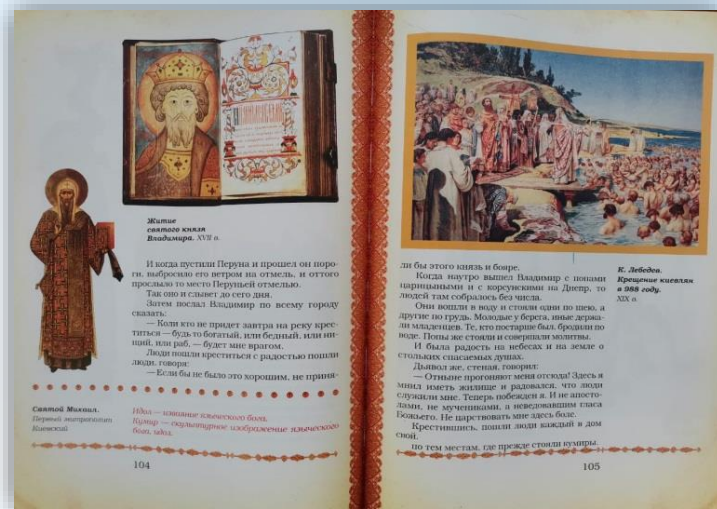 Житие
святого князя
Владимира. XVII в.
И когда пустили Перуна и прошел он поро-
ги, выбросило его ветром на отмель, и оттого
прослыло то место Перуньей отмелью.
Так оно и слывет до сего дня.
Затем послал Владимир по всему городу
сказать:
— Коли кто не придет завтра на реку крес-
титься — будь то богатый, или бедный, или ни-
щий, или раб, — будет мне врагом.
Люди пошли креститься с радостью пошли
люди, говоря:
— Если бы не было это хорошим, не приня-
Святой Михаил.
Первый митрополит
Киевский
Идол — изваяние языческого бога.
Кумир — скульптурное изображение языческого
бога, идол.
104
ли бы этого князь и бояре.
Когда наутро вышел Владимир с попами
царицыными и с корсунскими на Днепр, то
людей там собралось без числа.
Они вошли в воду и стояли одни по шею, а
другие по грудь. Молодые у берега, иные держа-
ли младенцев. Те, кто постарше был, бродили по
воде. Попы же стояли и совершали молитвы.
И была радость на небесах и на земле о
стольких спасаемых душах.
Дьявол же, стеная, говорил:
— Отныне прогоняют меня отсюда! Здесь я
мнил иметь жилище и радовался, что люди
служили мне. Теперь побежден я. И не апосто-
лами, не мучениками, а неведовавшим гласа
Божьего. Не царствовать мне здесь боле.
Крестившись, пошли люди каждый в дом
свой,
по тем местам, где прежде стояли кумиры.
К. Лебедев.
Крещение киевлян
в 988 году.
XIX в.
105